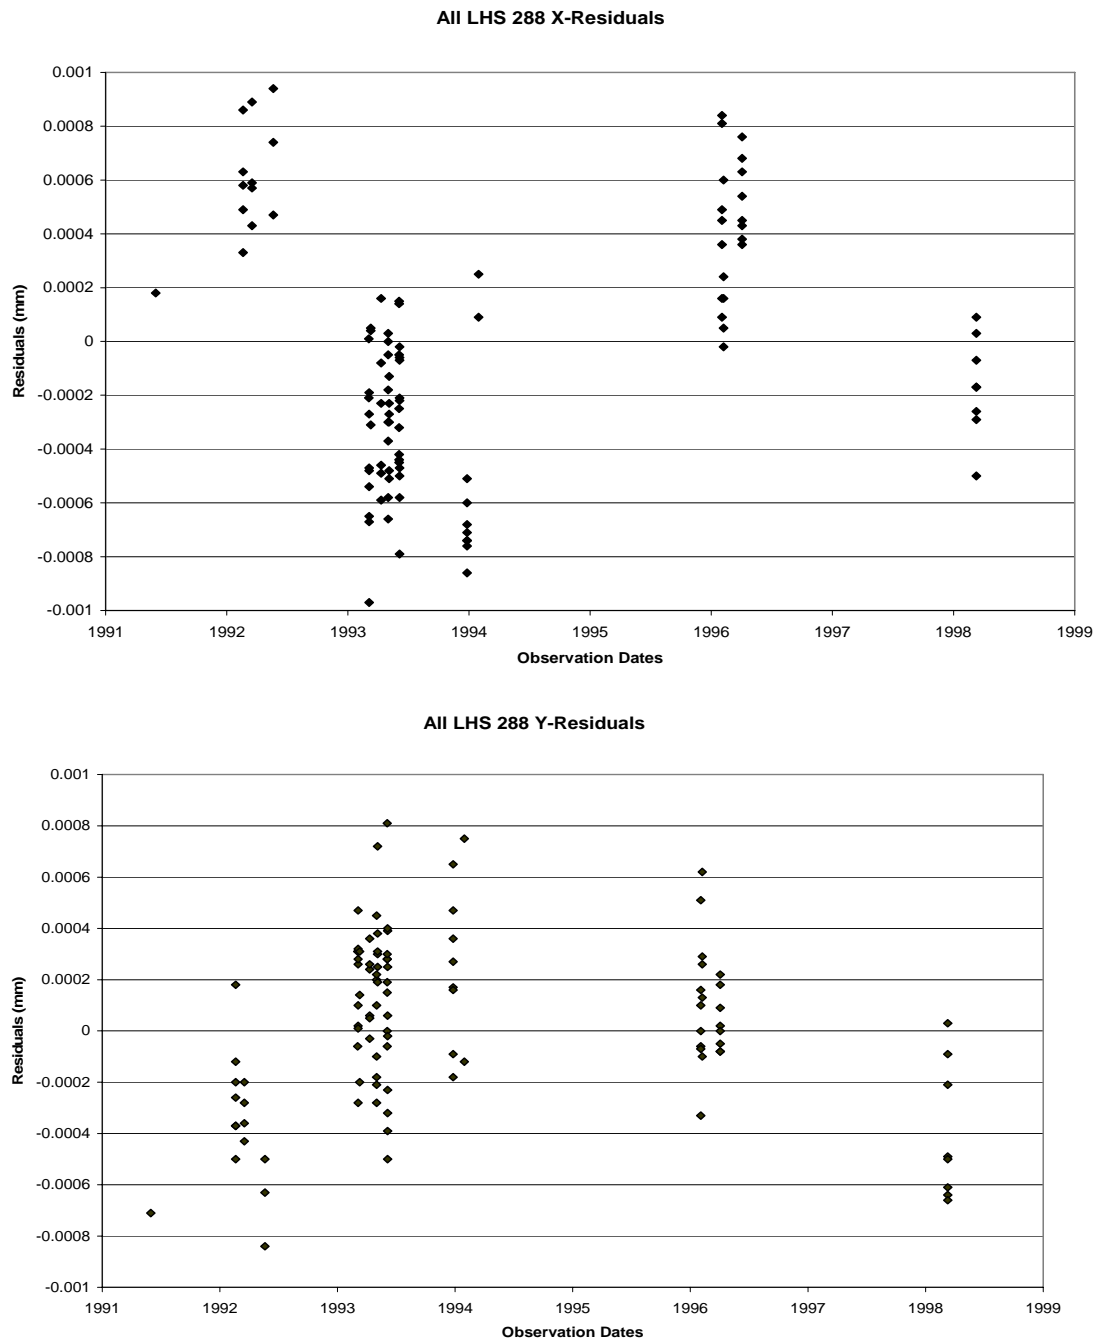 All LHS 288 X-Residuals
0.001
0.0008
0.0006
0.0004
0.0002
0
-0.0002
-0.0004
-0.0006
-0.0008
-0.001
Residuals (mm)
1991 1992 1993 1994 1995 1996 1997 1998 1999
Observation Dates
All LHS 288 Y-Residuals
0.001
0.0008
0.0006
0.0004
0.0002
0
-0.0002
-0.0004
-0.0006
-0.0008
-0.001
Residuals (mm)
1991 1992 1993 1994 1995 1996 1997 1998 1999
Observation Dates